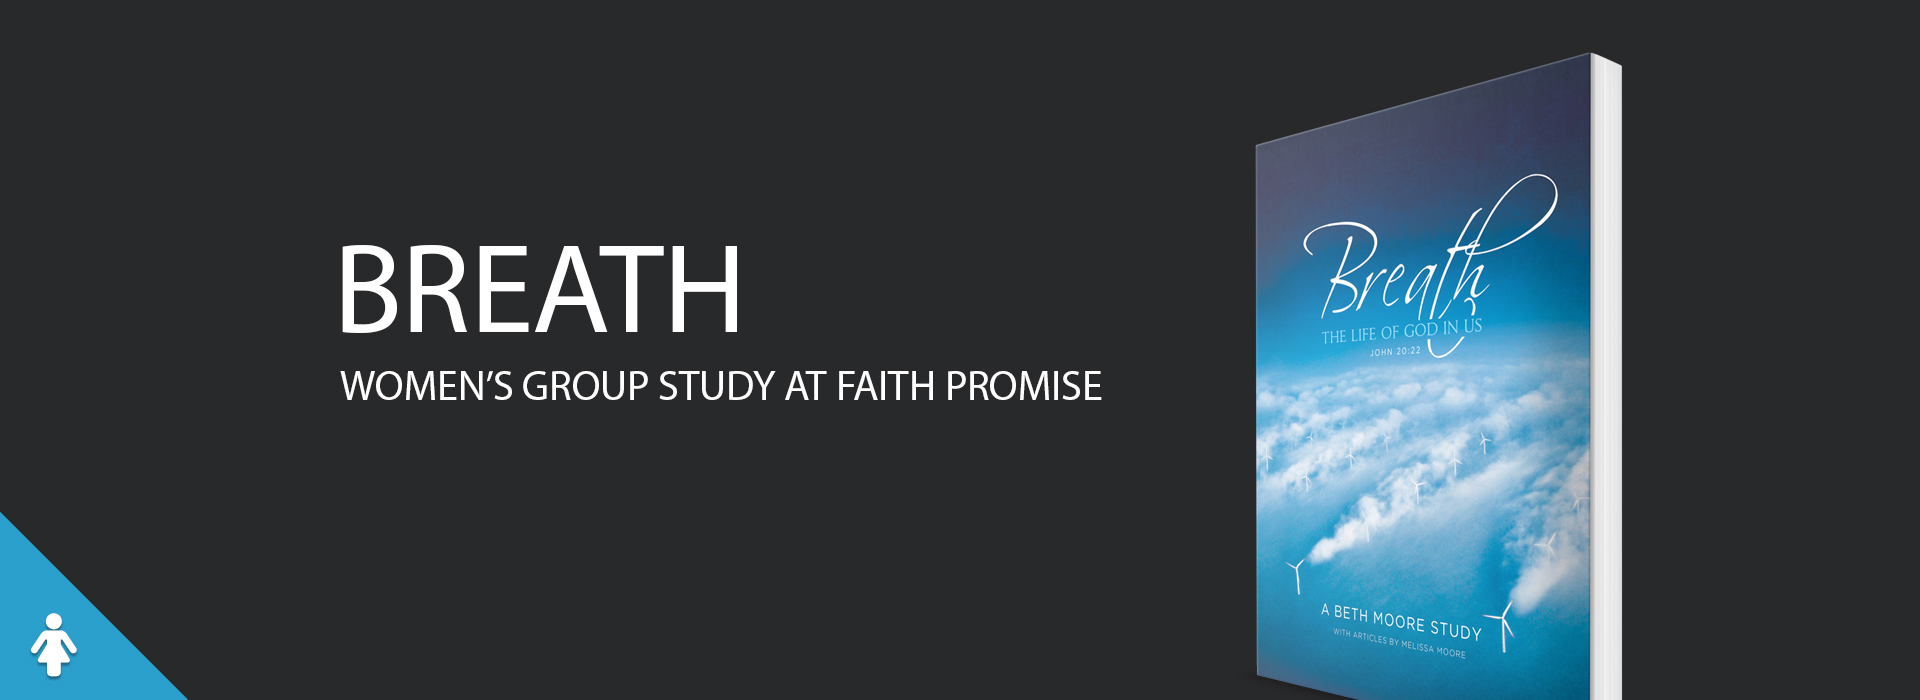 BREATH
WOMEN’S GROUP STUDY AT FAITH PROMISE
Breath
THE LIFE OF GOD IN US
JOHN 20:22
A BETH MOORE STUDY
WITH ARTICLES BY MELISSA MOORE